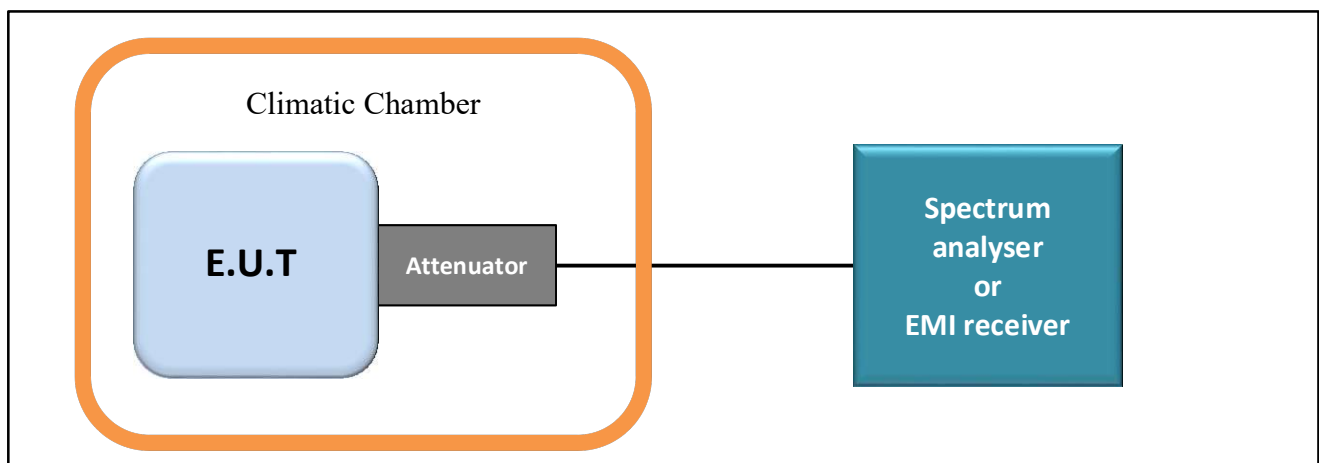 Climatic Chamber
E.U.T
Attenuator
Spectrum
analyser
or
EMI receiver